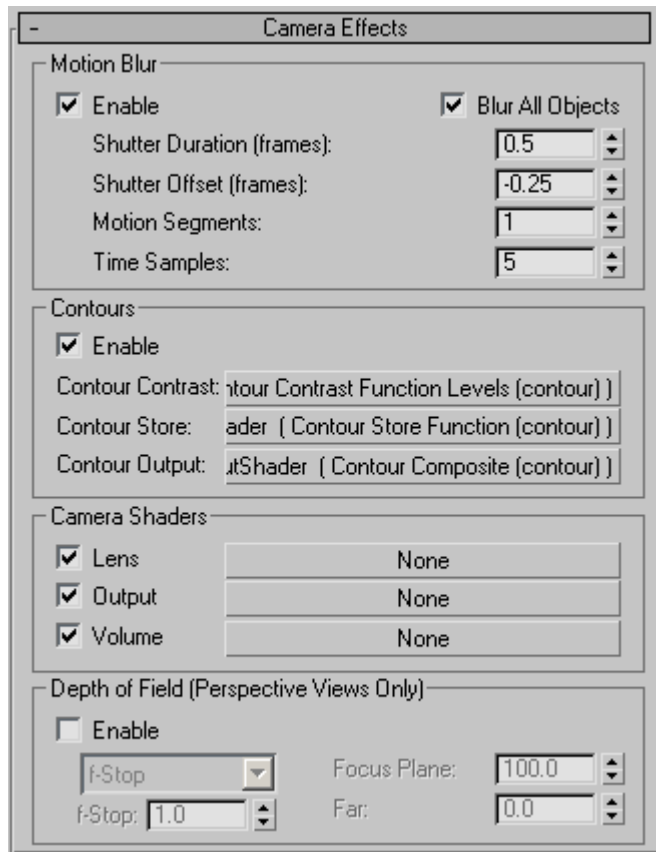 - Camera Effects
Motion Blur
Enable Blur All Objects
Shutter Duration (frames): 0.5
Shutter Offset (frames): -0.25
Motion Segments: 1
Time Samples: 5
Contours
Enable
Contour Contrast: ntour Contrast Function Levels (contour) )
Contour Store: ader ( Contour Store Function (contour) )
Contour Output: utShader ( Contour Composite (contour) )
Camera Shaders
Lens None
Output None
Volume None
Depth of Field (Perspective Views Only)
Enable
f-Stop Focus Plane: 100.0
f-Stop: 1.0 Far: 0.0